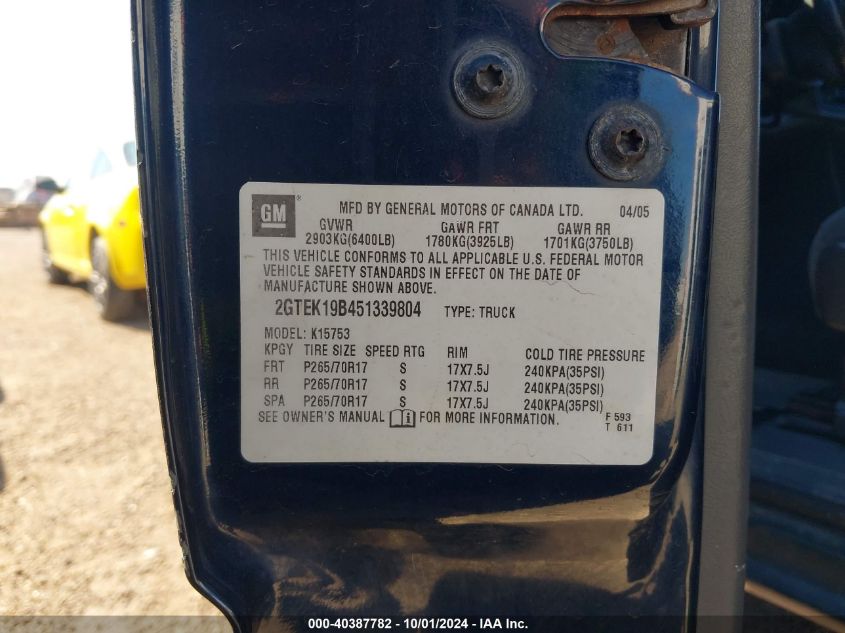 GM ® MFD BY GENERAL MOTORS OF CANADA LTD. 04/05
GVWR GAWR FRT GAWR RR
2903KG(6400LB) 1780KG(3925LB) 1701KG(3750LB)
THIS VEHICLE CONFORMS TO ALL APPLICABLE U.S. FEDERAL MOTOR
VEHICLE SAFETY STANDARDS IN EFFECT ON THE DATE OF
MANUFACTURE SHOWN ABOVE.
2GTEK19B451339804 TYPE: TRUCK
MODEL: K15753
KPGY TIRE SIZE SPEED RTG RIM COLD TIRE PRESSURE
FRT P265/70R17 S 17X7.5J 240KPA(35PSI)
RR P265/70R17 S 17X7.5J 240KPA(35PSI)
SPA P265/70R17 S 17X7.5J 240KPA(35PSI)
SEE OWNER'S MANUAL i FOR MORE INFORMATION. F 593
T 611
000-40387782 - 10/01/2024 - IAA Inc.